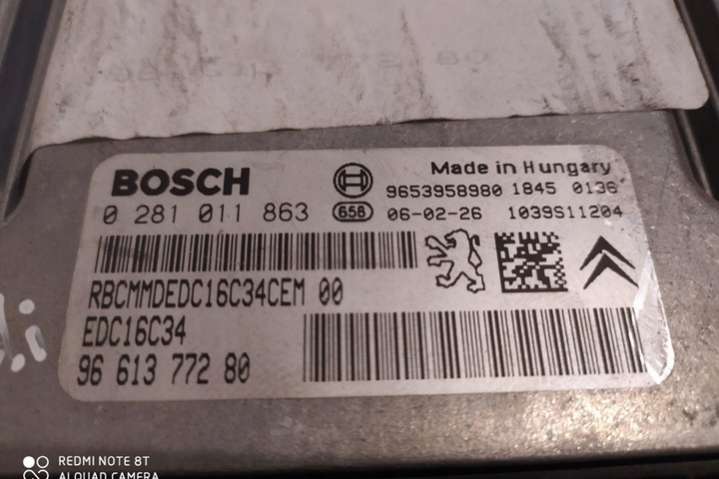 BOSCH
Made in Hungary
9653958980 1845 0136
0 281 011 863 658 06-02-26 1039S11204
RBCMMDEDC16C34CEM 00
EDC16C34
96 613 772 80
REDMI NOTE 8T
AI QUAD CAMERA